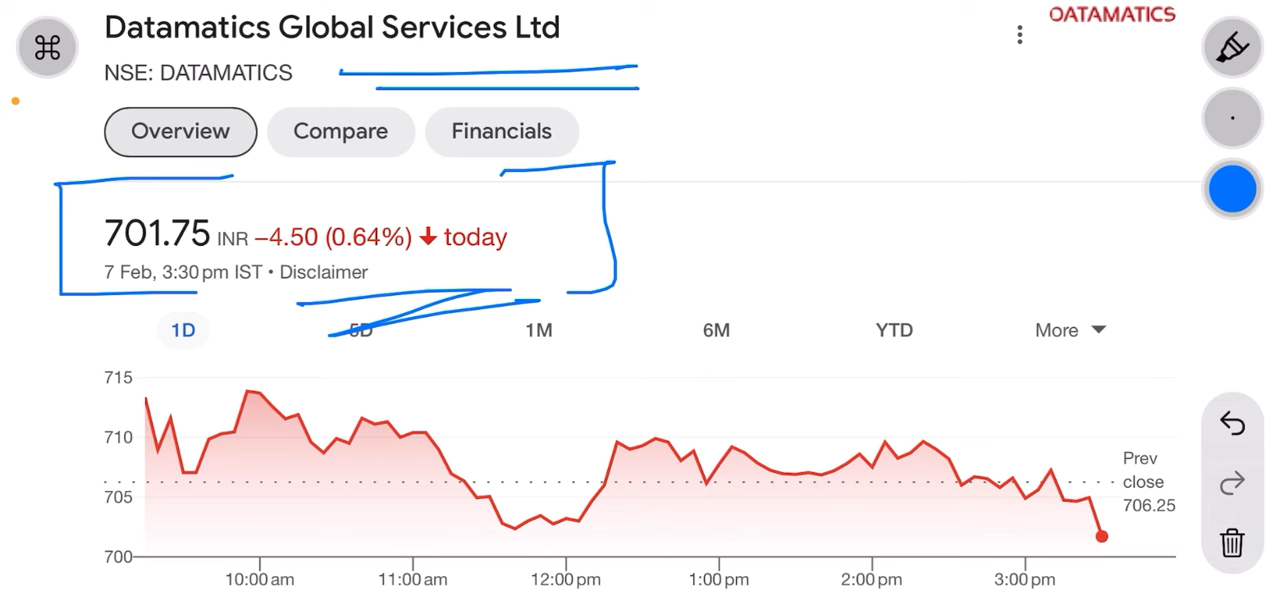 Datamatics Global Services Ltd
DATAMATICS
NSE: DATAMATICS
Overview Compare Financials
701.75 INR −4.50 (0.64%) today
7 Feb, 3:30 pm IST • Disclaimer
1D 5D 1M 6M YTD More
715
710
705
700
Prev
close
706.25
10:00 am 11:00 am 12:00 pm 1:00 pm 2:00 pm 3:00 pm